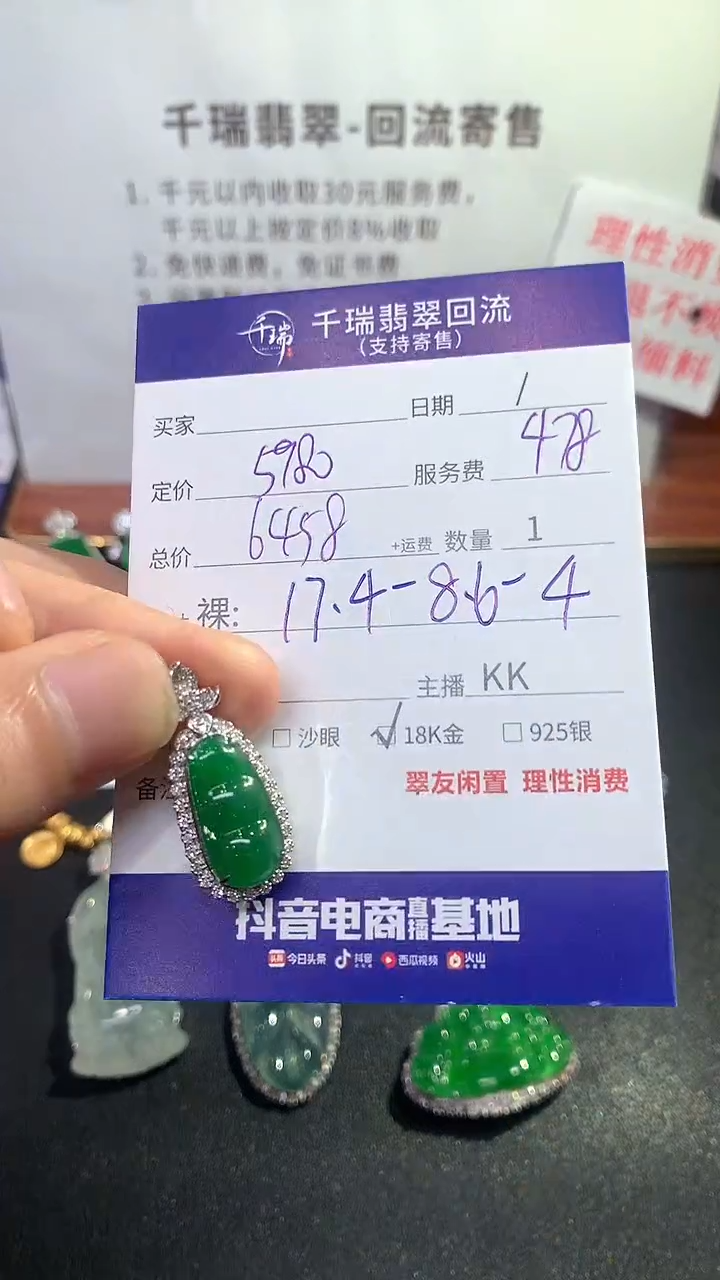 千瑞翡翠-回流寄售
1. 千元以内收取30元服务费，
千元以上按定价8%收取
2. 免快递费，免证书费
理性消
千瑞
千瑞翡翠回流
(支持寄售)
买家 日期 /
定价 5980 服务费 478
总价 6458 +运费 数量 1
裸: 17.4-8.6-4
主播 KK
沙眼 ✓ 18K金 925银
备注 翠友闲置 理性消费
抖音电商直播基地
头条 今日头条 抖音 西瓜视频 火山